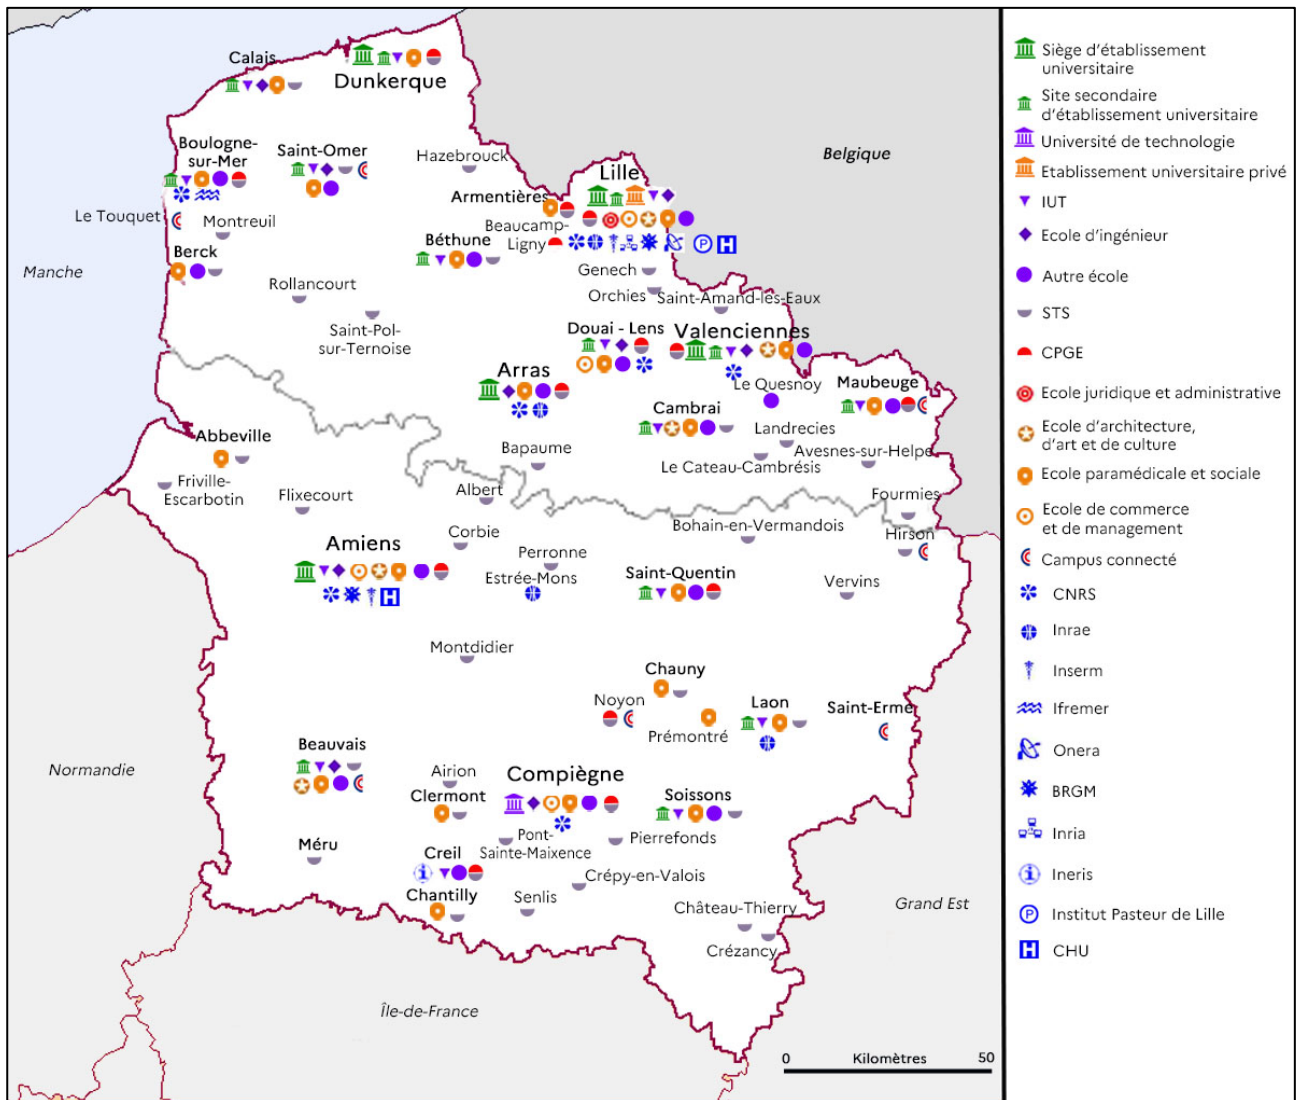 Calais
Dunkerque
Boulogne-
sur-Mer
Saint-Omer
Hazebrouck
Belgique
Lille
Armentières
Le Touquet
Montreuil
Beaucamp-
Ligny
Béthune
Berck
Manche
Genech
Rollancourt
Orchies
Saint-Amand-les-Eaux
Saint-Pol-
sur-Ternoise
Douai - Lens
Valenciennes
Arras
Le Quesnoy
Maubeuge
Cambrai
Landrecies
Abbeville
Bapaume
Avesnes-sur-Helpe
Le Cateau-Cambrésis
Friville-
Escarbotin
Flixecourt
Albert
Fourmies
Bohain-en-Vermandois
Corbie
Hirson
Amiens
Perronne
Estrée-Mons
Saint-Quentin
Vervins
Montdidier
Chauny
Noyon
Laon
Saint-Erme
Prémontré
Beauvais
Normandie
Airion
Compiègne
Clermont
Soissons
Pont-
Sainte-Maixence
Pierrefonds
Méru
Creil
Crépy-en-Valois
Chantilly
Senlis
Château-Thierry
Grand Est
Crézancy
Île-de-France
0 Kilomètres 50
Siège d'établissement
universitaire
Site secondaire
d'établissement universitaire
Université de technologie
Etablissement universitaire privé
IUT
Ecole d'ingénieur
Autre école
STS
CPGE
Ecole juridique et administrative
Ecole d'architecture,
d'art et de culture
Ecole paramédicale et sociale
Ecole de commerce
et de management
Campus connecté
CNRS
Inrae
Inserm
Ifremer
Onera
BRGM
Inria
Ineris
Institut Pasteur de Lille
CHU